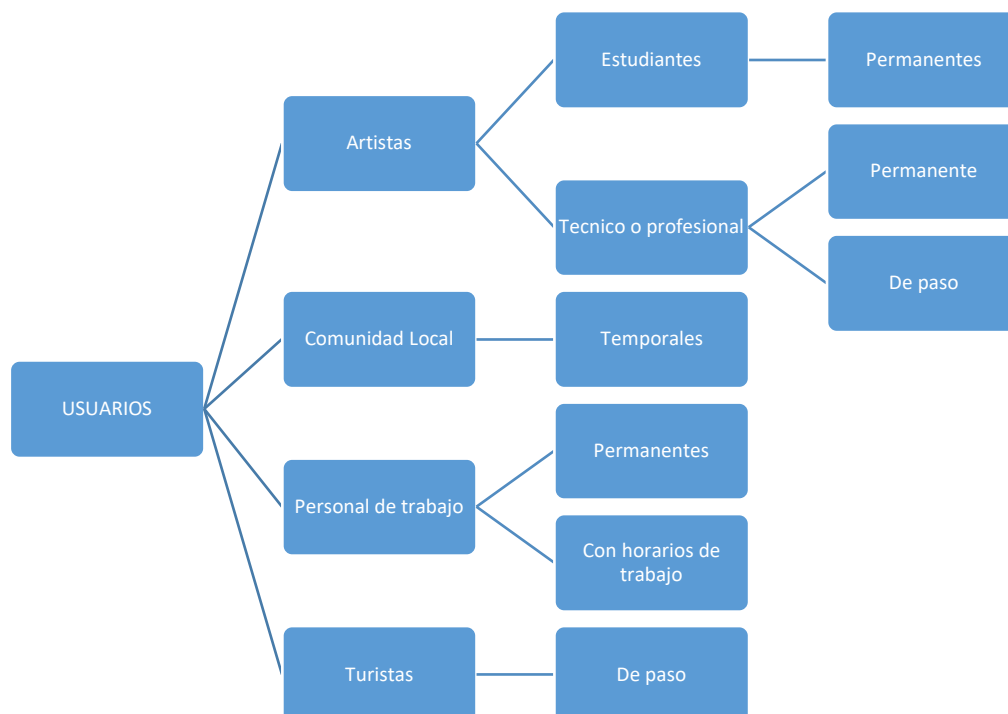 USUARIOS
Artistas
Estudiantes
Permanentes
Tecnico o profesional
Permanente
De paso
Comunidad Local
Temporales
Personal de trabajo
Permanentes
Con horarios de
trabajo
Turistas
De paso